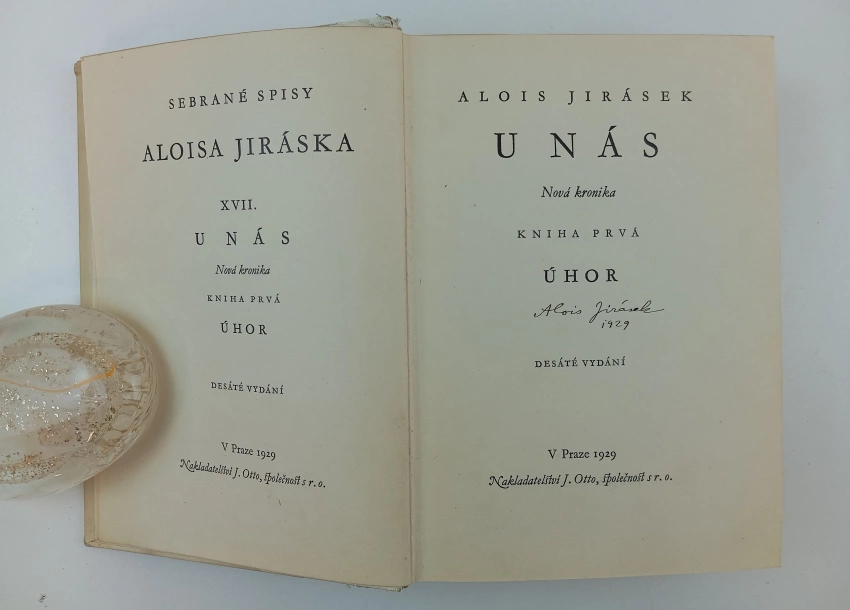 SEBRANÉ SPISY
ALOISA JIRÁSKA
XVII.
U NÁS
Nová kronika
KNIHA PRVÁ
ÚHOR
DESÁTÉ VYDÁNÍ
V Praze 1929
Nakladatelství J. Otto, společnost s r. o.
ALOIS JIRÁSEK
U NÁS
Nová kronika
KNIHA PRVÁ
ÚHOR
Alois Jirásek
1929
DESÁTÉ VYDÁNÍ
V Praze 1929
Nakladatelství J. Otto, společnost s r. o.